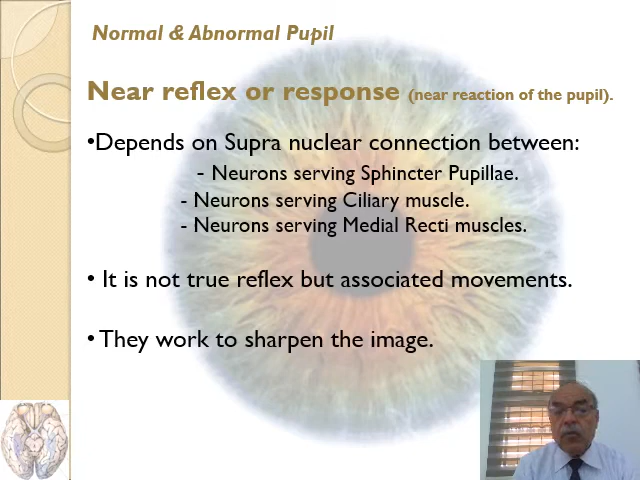 Normal & Abnormal Pupil
Near reflex or response (near reaction of the pupil).
•Depends on Supra nuclear connection between:
- Neurons serving Sphincter Pupillae.
- Neurons serving Ciliary muscle.
- Neurons serving Medial Recti muscles.
• It is not true reflex but associated movements.
• They work to sharpen the image.